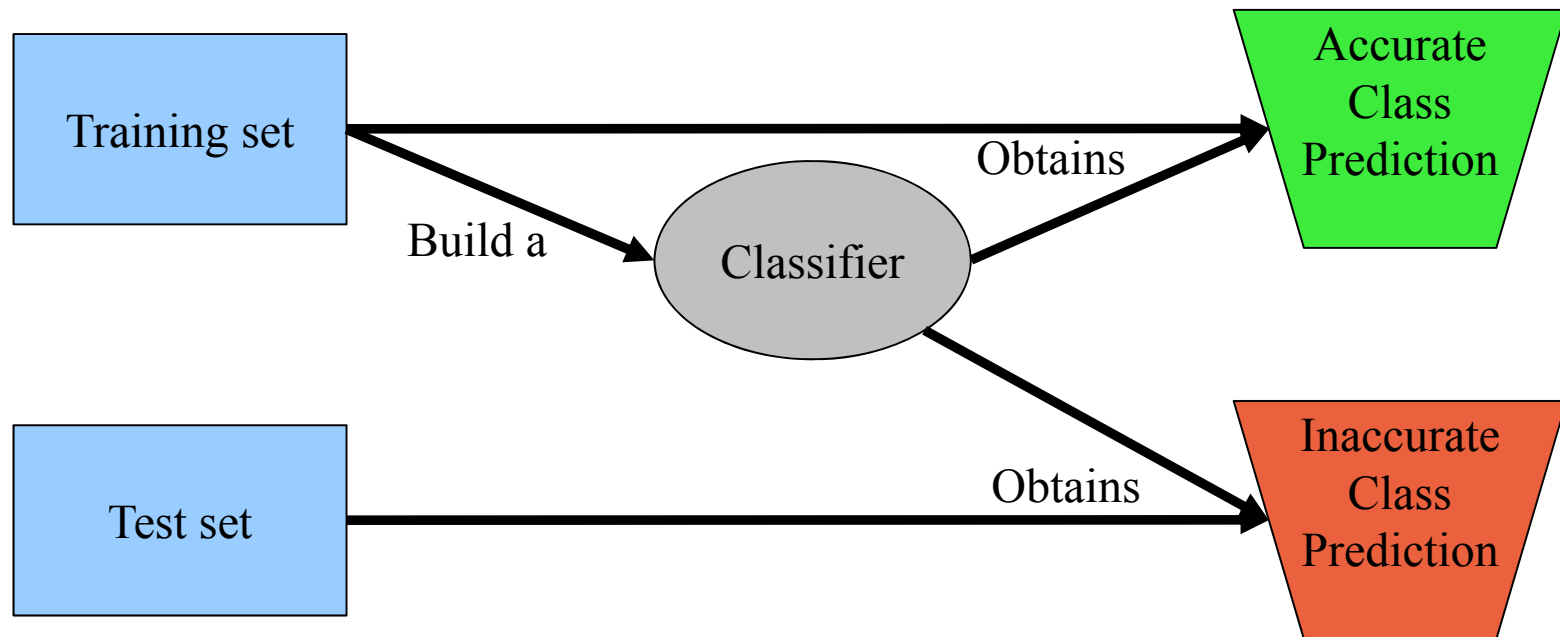 Training set
Build a
Classifier
Obtains
Accurate
Class
Prediction
Test set
Obtains
Inaccurate
Class
Prediction